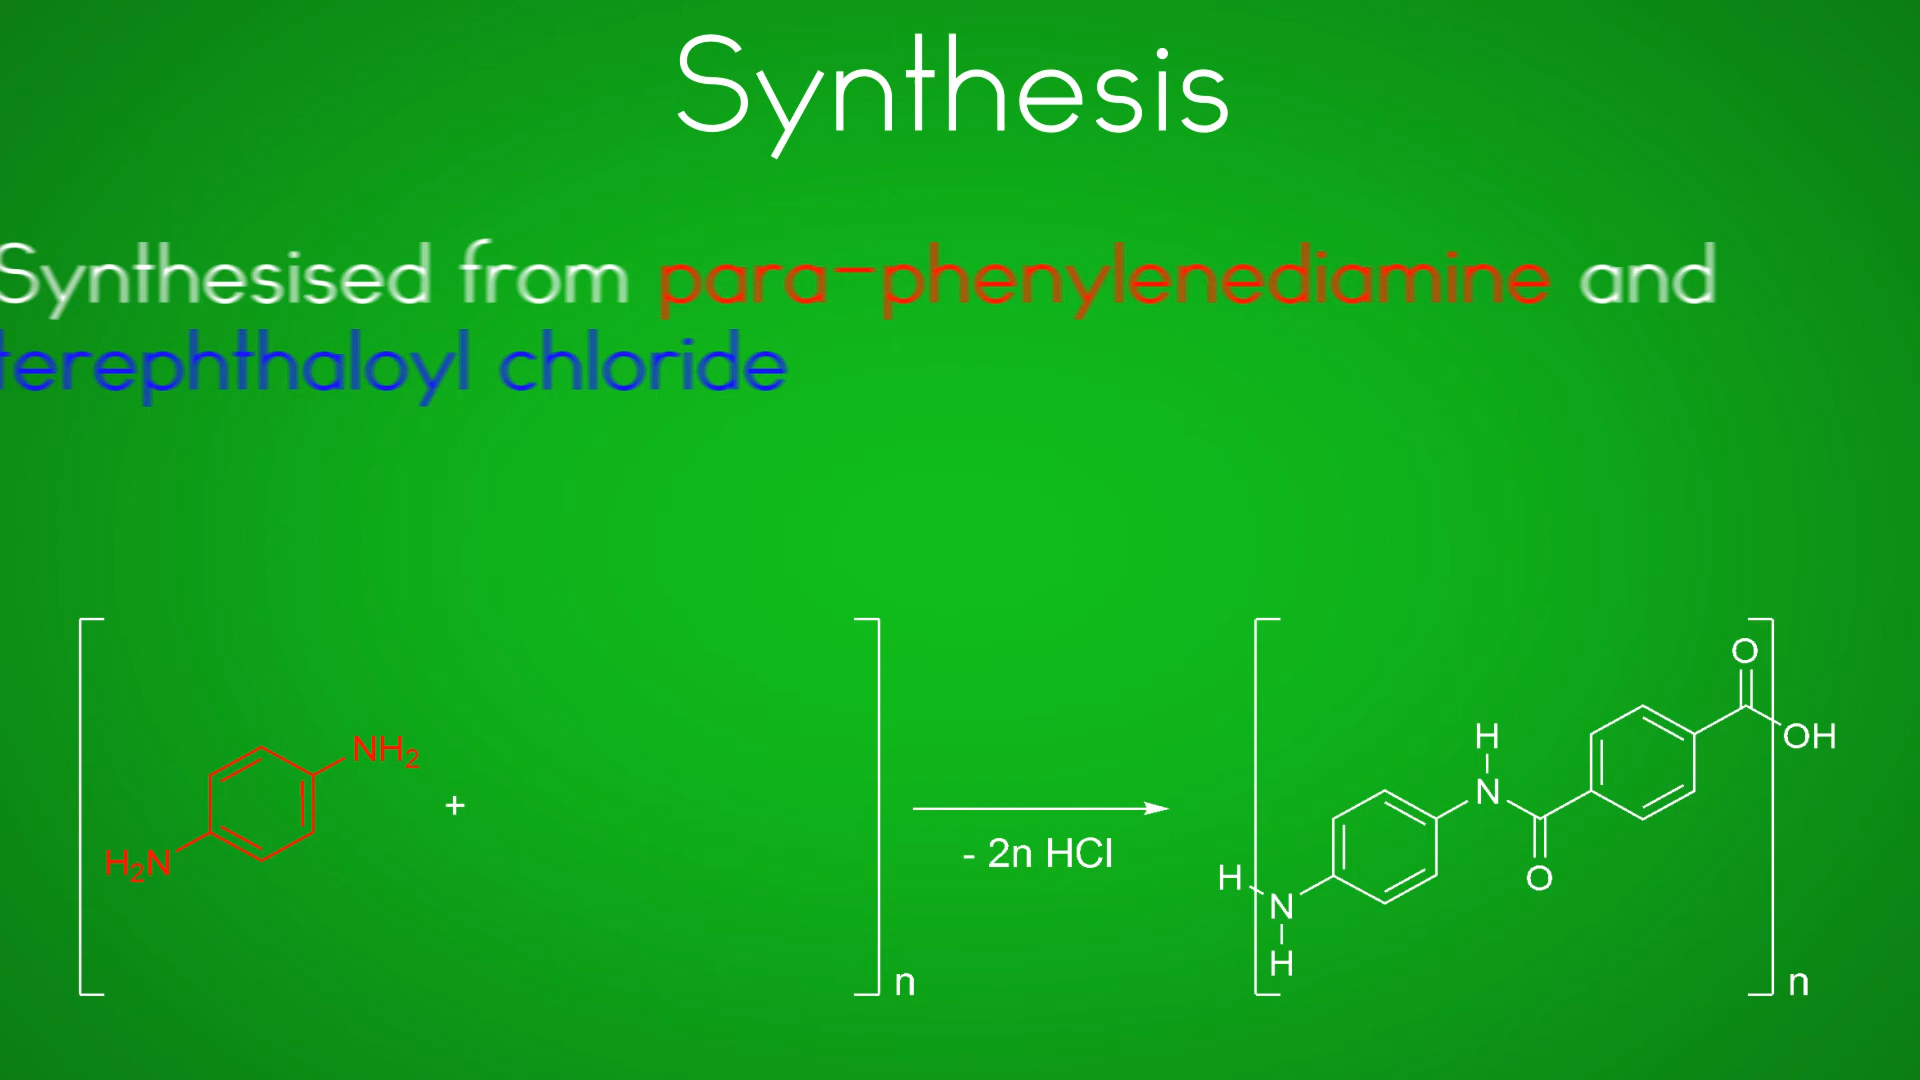 Synthesis
Synthesised from para-phenylenediamine and
terephthaloyl chloride
NH2
+
H2N
n
- 2n HCl
O
OH
H
N
O
H
N
H
n